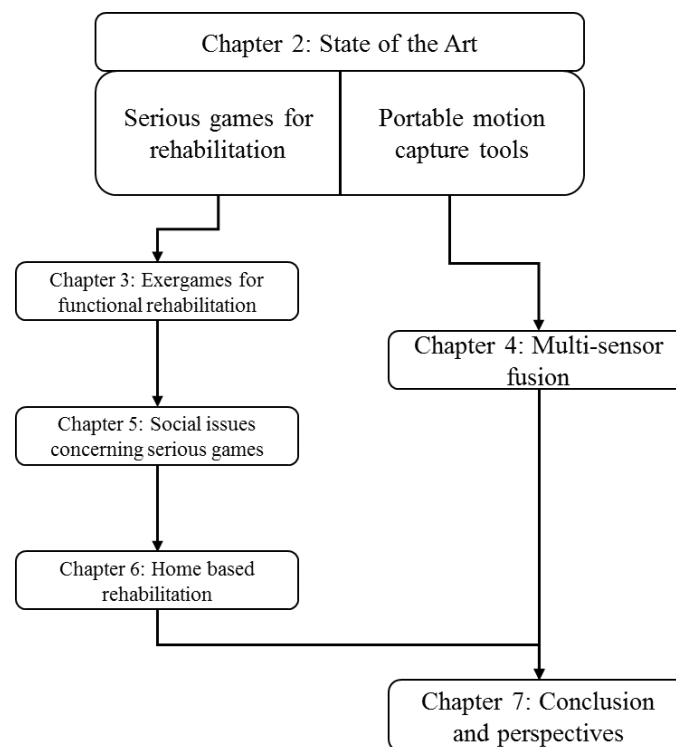 Chapter 2: State of the Art
Serious games for
rehabilitation
Portable motion
capture tools
Chapter 3: Exergames for
functional rehabilitation
Chapter 4: Multi-sensor
fusion
Chapter 5: Social issues
concerning serious games
Chapter 6: Home based
rehabilitation
Chapter 7: Conclusion
and perspectives